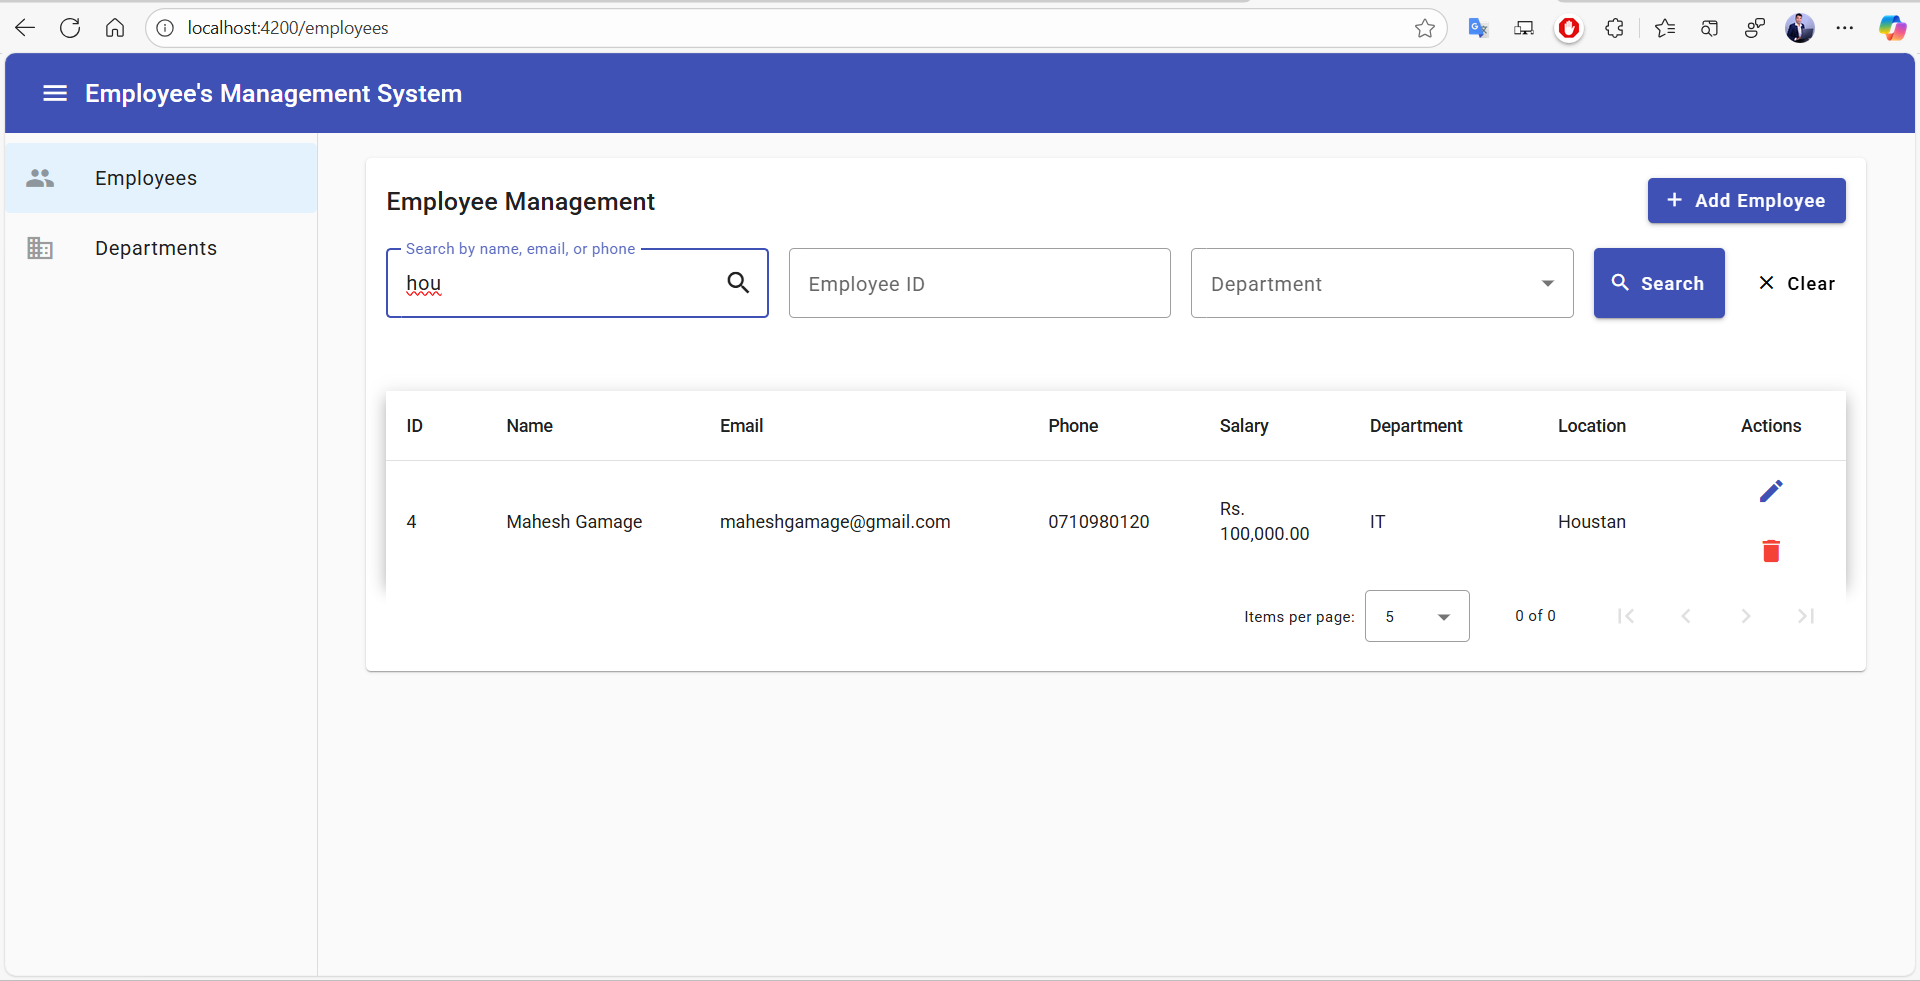 localhost:4200/employees
Employee's Management System
Employees
Departments
Employee Management
+ Add Employee
Search by name, email, or phone
hou
Employee ID
Department
Search
Clear
ID Name Email Phone Salary Department Location Actions
4 Mahesh Gamage maheshgamage@gmail.com 0710980120 Rs. 100,000.00 IT Houstan
Items per page: 5 0 of 0